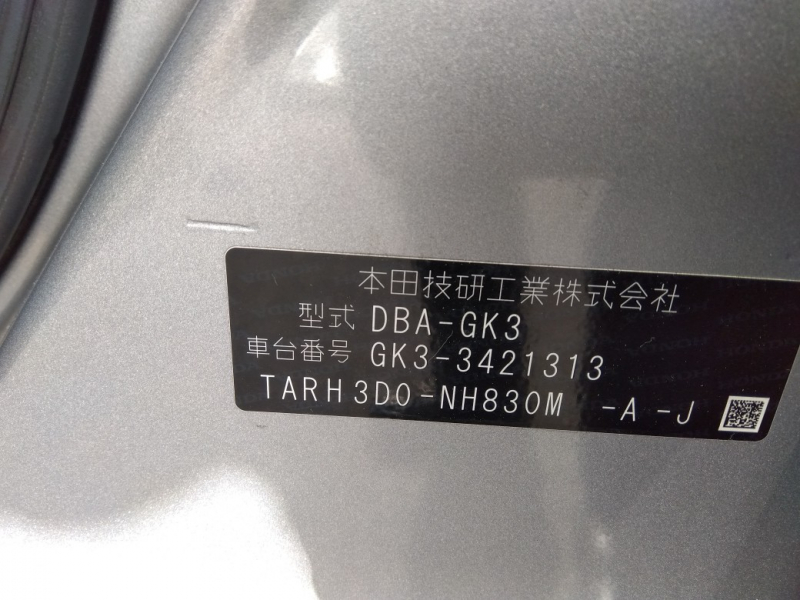 本田技研工業株式会社
型式 DBA-GK3
車台番号 GK3-3421313
TARH3D0-NH830M -A -J